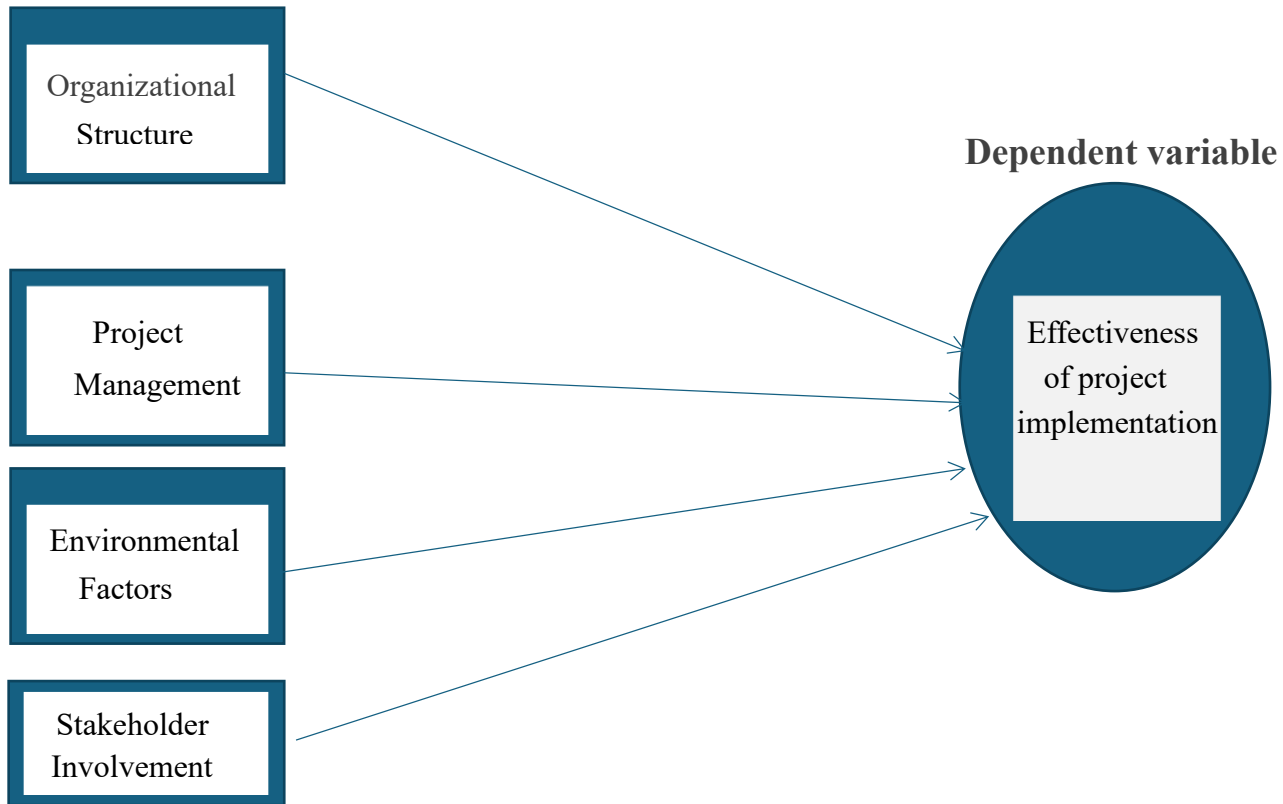 Organizational
Structure
Dependent variable
Project
Management
Effectiveness
of project
implementation
Environmental
Factors
Stakeholder
Involvement